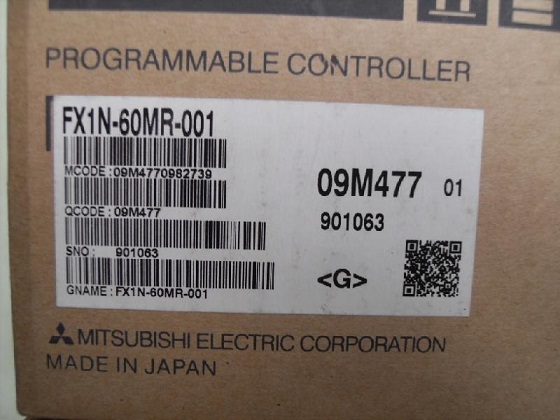 PROGRAMMABLE CONTROLLER
FX1N-60MR-001
MCODE : 09M4770982739
QCODE : 09M477
SNO : 901063
GNAME : FX1N-60MR-001
09M477 01
901063
<G>
MITSUBISHI ELECTRIC CORPORATION
MADE IN JAPAN